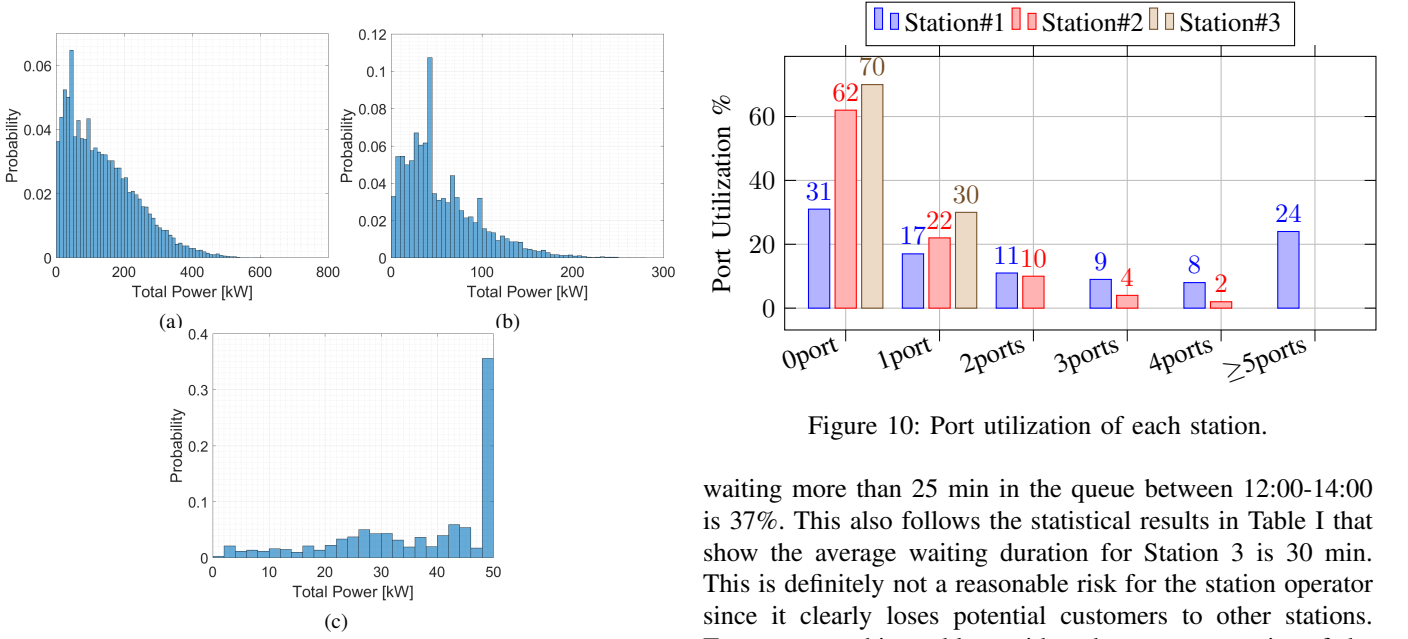 0.06
0.04
0.02
0
Probability
0 200 400 600 800
Total Power [kW]
(a)
0.12
0.1
0.08
0.06
0.04
0.02
0
Probability
0 100 200 300
Total Power [kW]
(b)
0.4
0.3
0.2
0.1
0
Probability
0 10 20 30 40 50
Total Power [kW]
(c)
Station#1 Station#2 Station#3
Port Utilization %
60
40
20
0
31 62 70
17 22 30
11 10
9 4
8 2
24
0port 1port 2ports 3ports 4ports ≥5ports
Figure 10: Port utilization of each station.
waiting more than 25 min in the queue between 12:00-14:00
is 37%. This also follows the statistical results in Table I that
show the average waiting duration for Station 3 is 30 min.
This is definitely not a reasonable risk for the station operator
since it clearly loses potential customers to other stations.